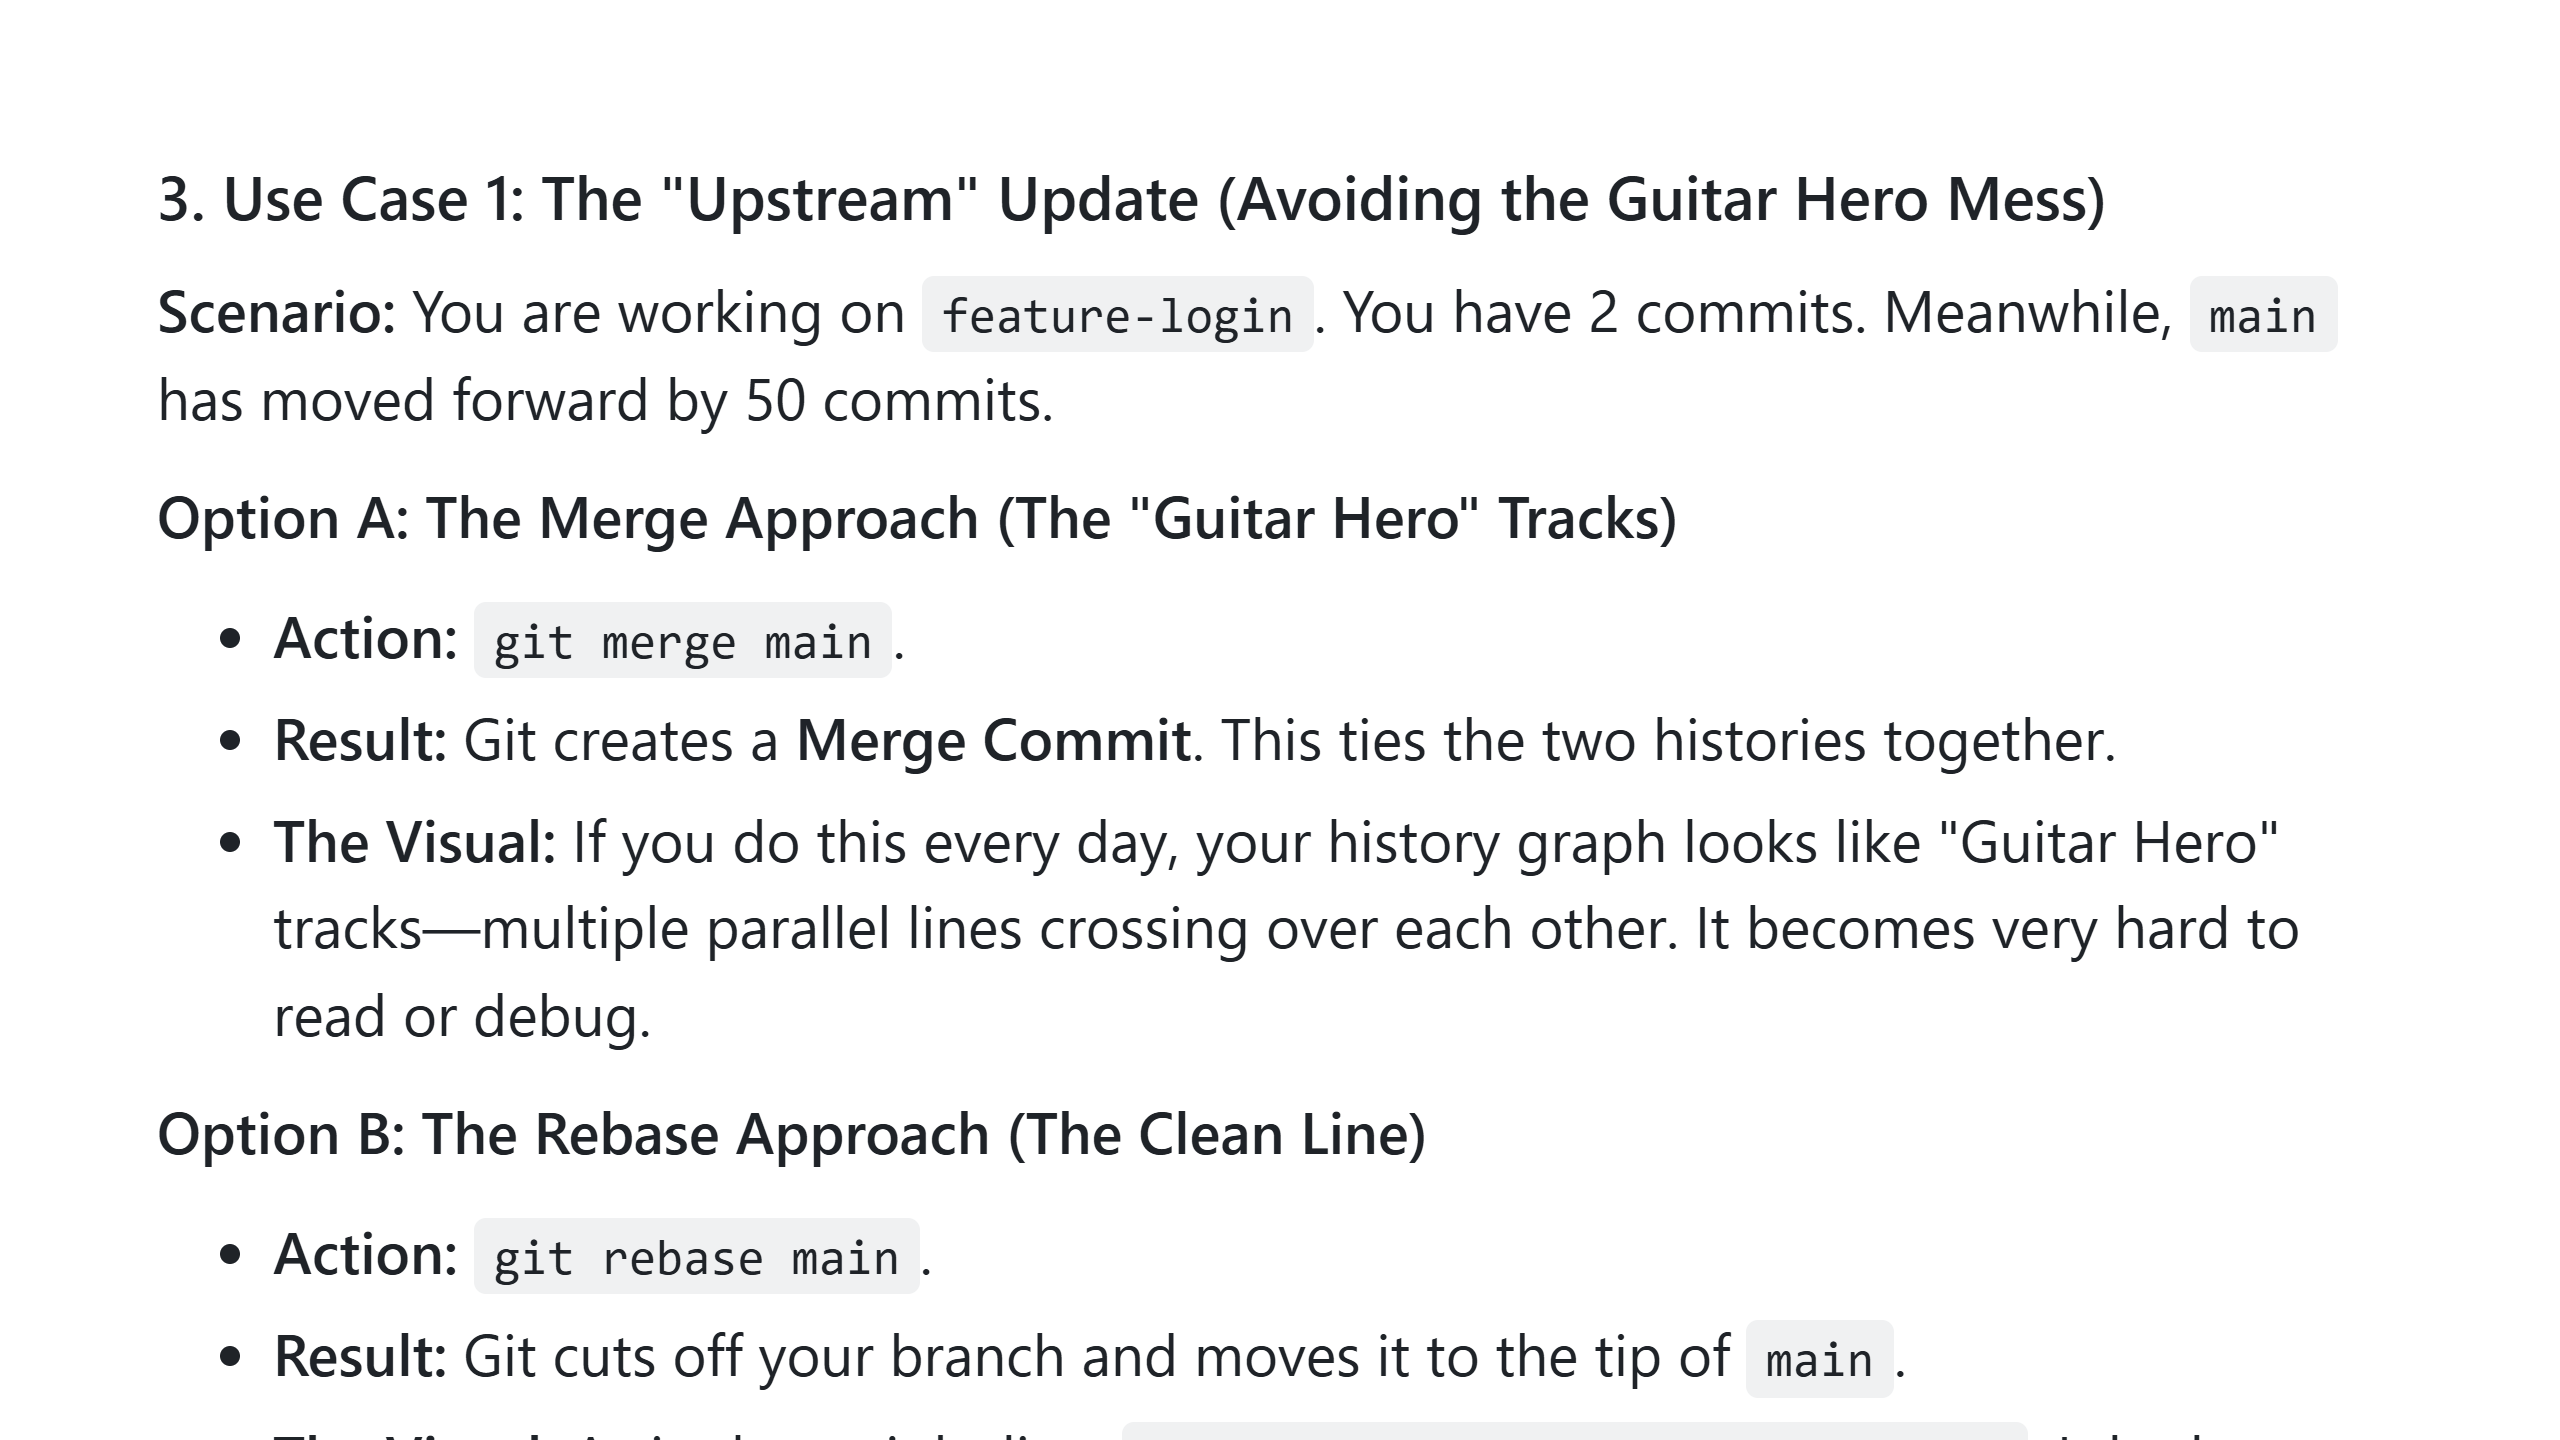 3. Use Case 1: The "Upstream" Update (Avoiding the Guitar Hero Mess)
Scenario: You are working on feature-login. You have 2 commits. Meanwhile, main
has moved forward by 50 commits.
Option A: The Merge Approach (The "Guitar Hero" Tracks)
• Action: git merge main.
• Result: Git creates a Merge Commit. This ties the two histories together.
• The Visual: If you do this every day, your history graph looks like "Guitar Hero"
tracks—multiple parallel lines crossing over each other. It becomes very hard to
read or debug.
Option B: The Rebase Approach (The Clean Line)
• Action: git rebase main.
• Result: Git cuts off your branch and moves it to the tip of main.